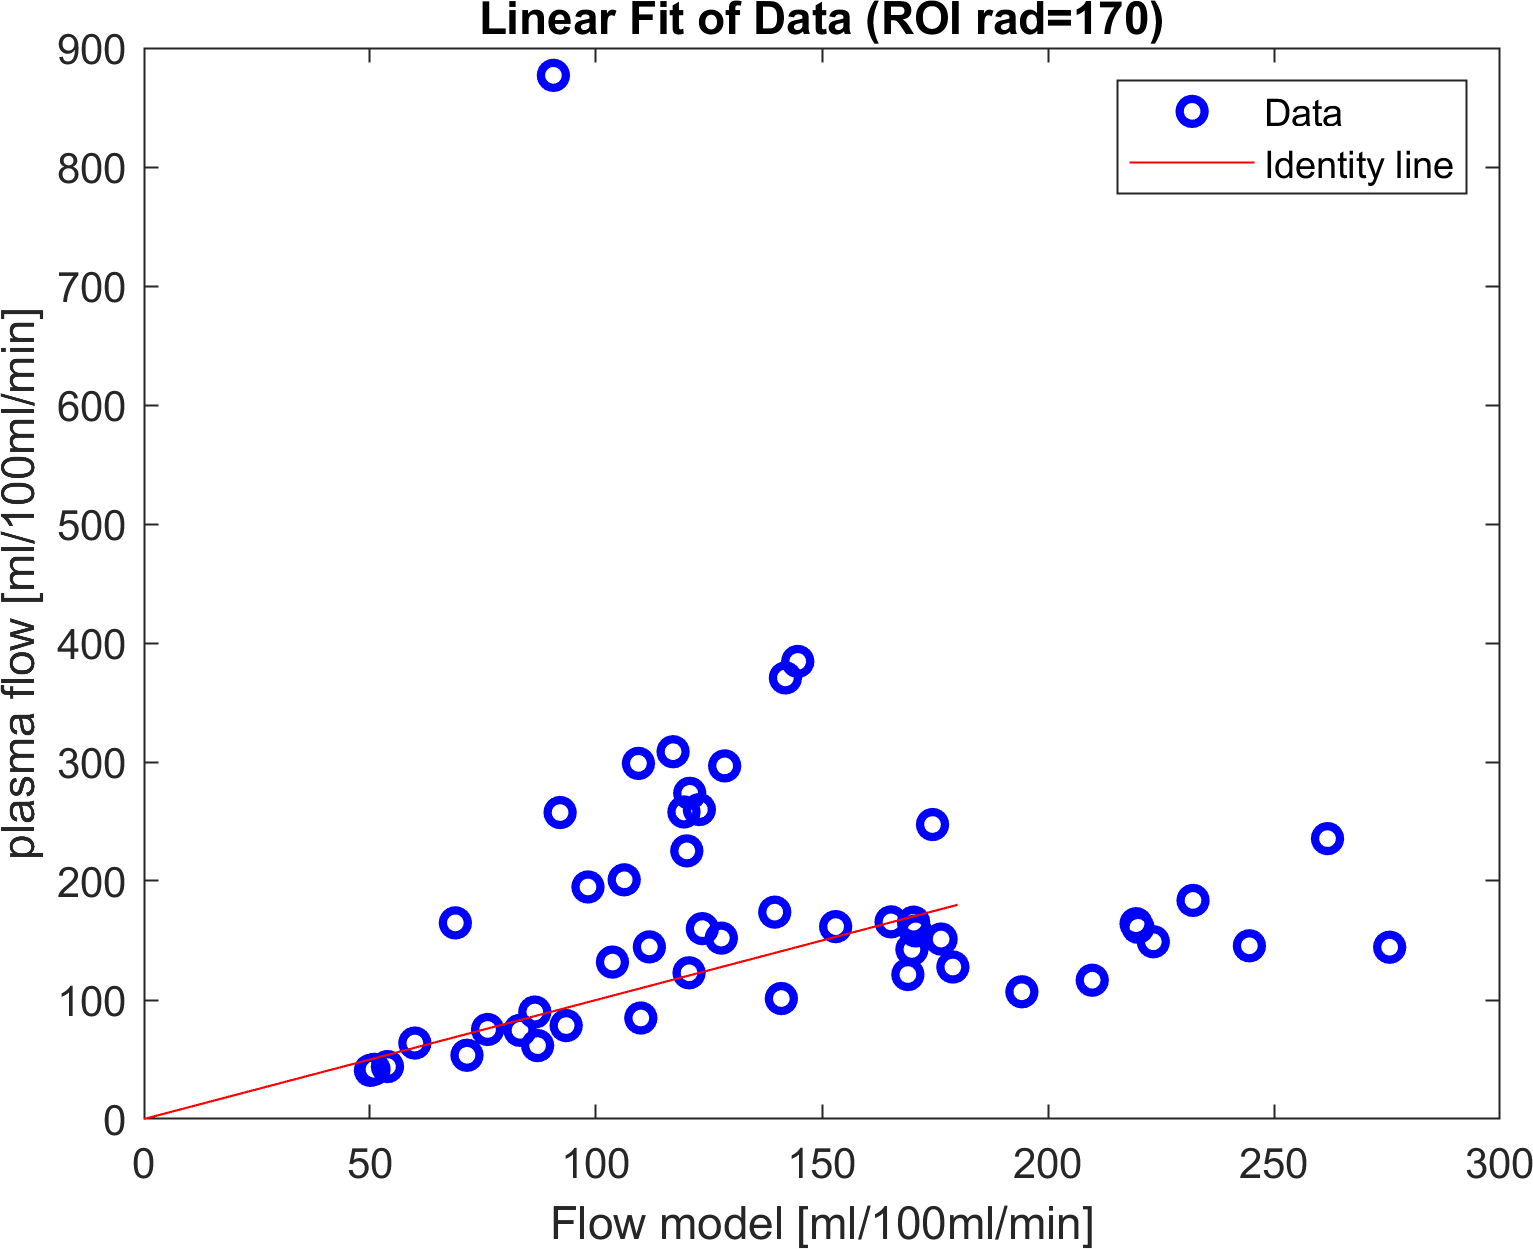 Linear Fit of Data (ROI rad=170)
900
800
700
600
500
400
300
200
100
0
plasma flow [ml/100ml/min]
Data
Identity line
0 50 100 150 200 250 300
Flow model [ml/100ml/min]